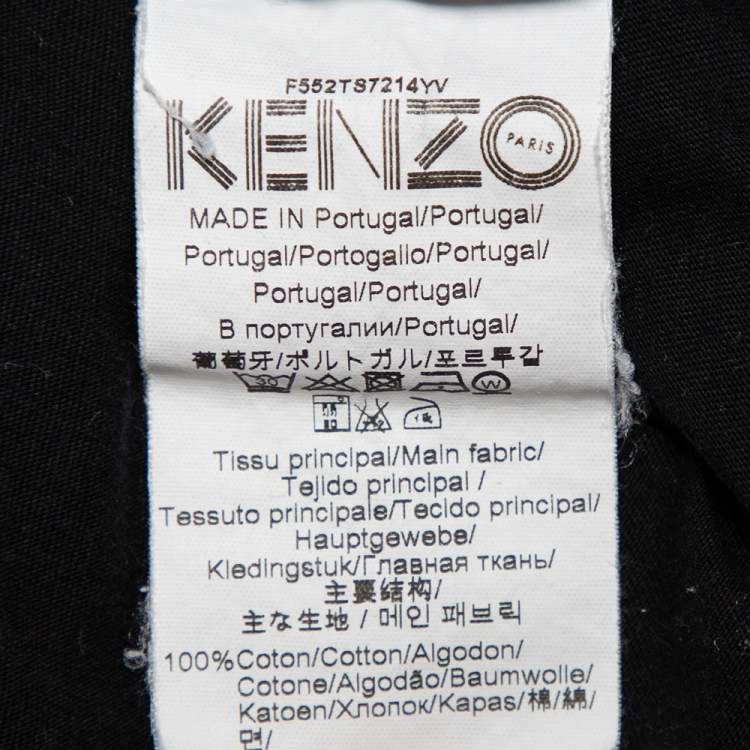 F552TS7214YV
KENZO PARIS
MADE IN Portugal/Portugal/
Portugal/Portogallo/Portugal/
Portugal/Portugal/
В португалии/Portugal/
葡萄牙/ポルトガル/포르투갈
30 W
Tissu principal/Main fabric/
Tejido principal /
Tessuto principale/Tecido principal/
Hauptgewebe/
Kledingstuk/Главная ткань/
主要结构/
主な生地 / 메인 패브릭
100%Coton/Cotton/Algodon/
Cotone/Algodão/Baumwolle/
Katoen/Хлопок/Kapas/棉/綿/
면/